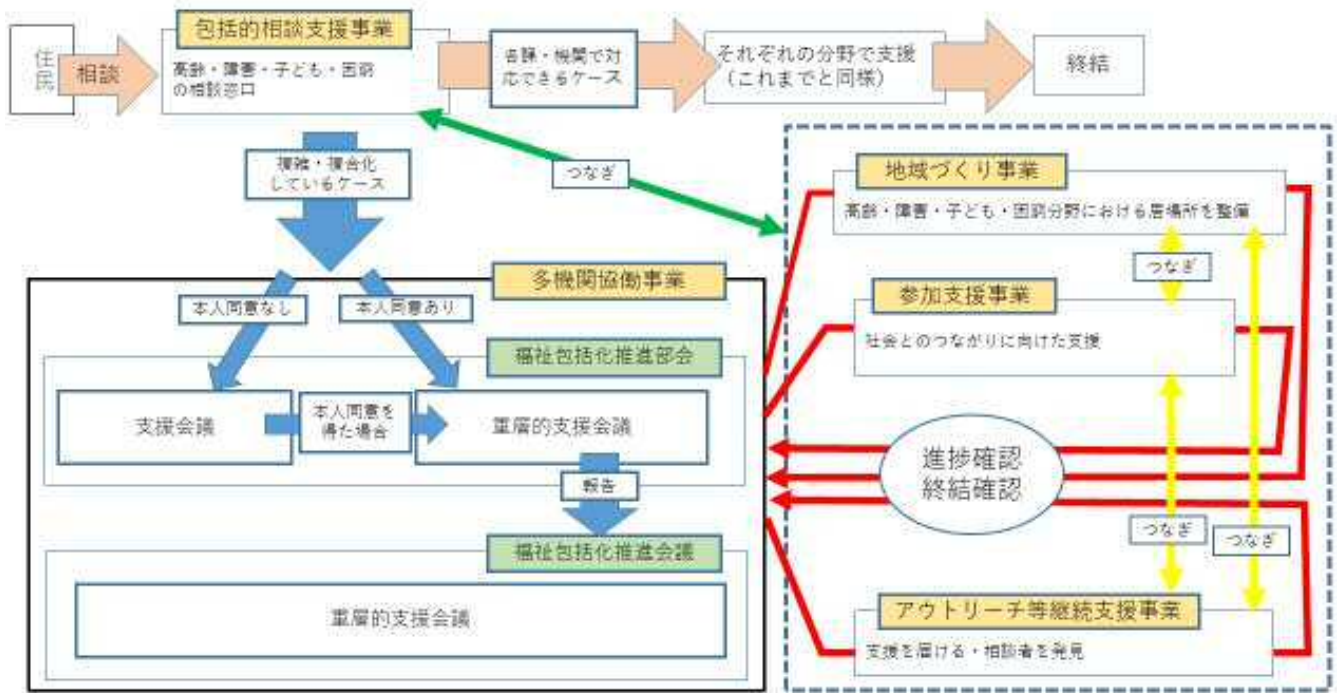 住
民
相談
包括的相談支援事業
高齢・障害・子ども・困窮
の相談窓口
各課・機関で対
応できるケース
それぞれの分野で支援
（これまでと同様）
終結
複雑・複合化
しているケース
つなぎ
地域づくり事業
高齢・障害・子ども・困窮分野における居場所を整備
つなぎ
参加支援事業
社会とのつながりに向けた支援
多機関協働事業
本人同意なし
本人同意あり
福祉包括化推進部会
支援会議
本人同意を
得た場合
重層的支援会議
報告
進捗確認
終結確認
つなぎ
つなぎ
福祉包括化推進会議
重層的支援会議
アウトリーチ等継続支援事業
支援を届ける・相談者を発見